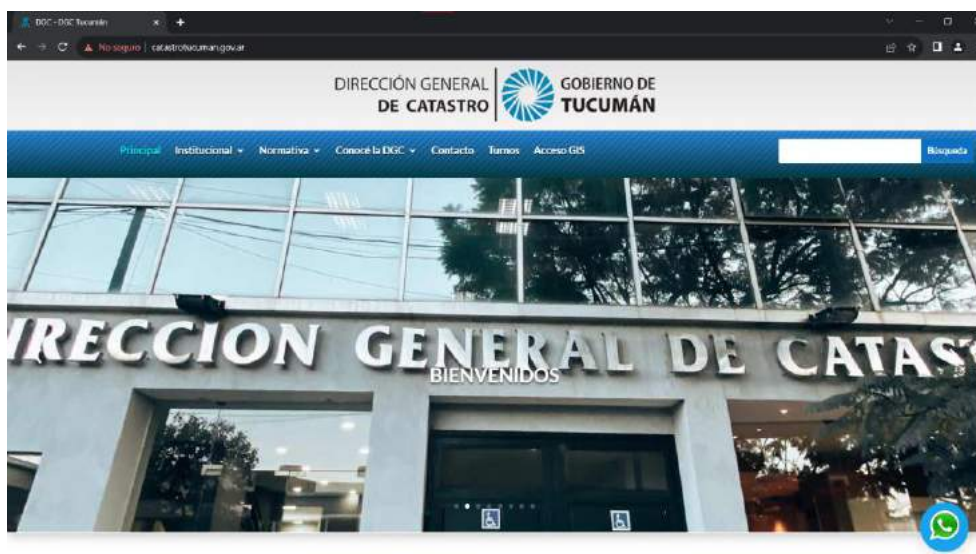 DGC - DGC Tucumán
No seguro | catastrotucuman.gov.ar
DIRECCIÓN GENERAL
DE CATASTRO
GOBIERNO DE
TUCUMÁN
Principal Institucional Normativa Conocé la DGC Contacto Turnos Acceso GIS
Búsqueda
IRECCION GENERAL DE CATAST
BIENVENIDOS